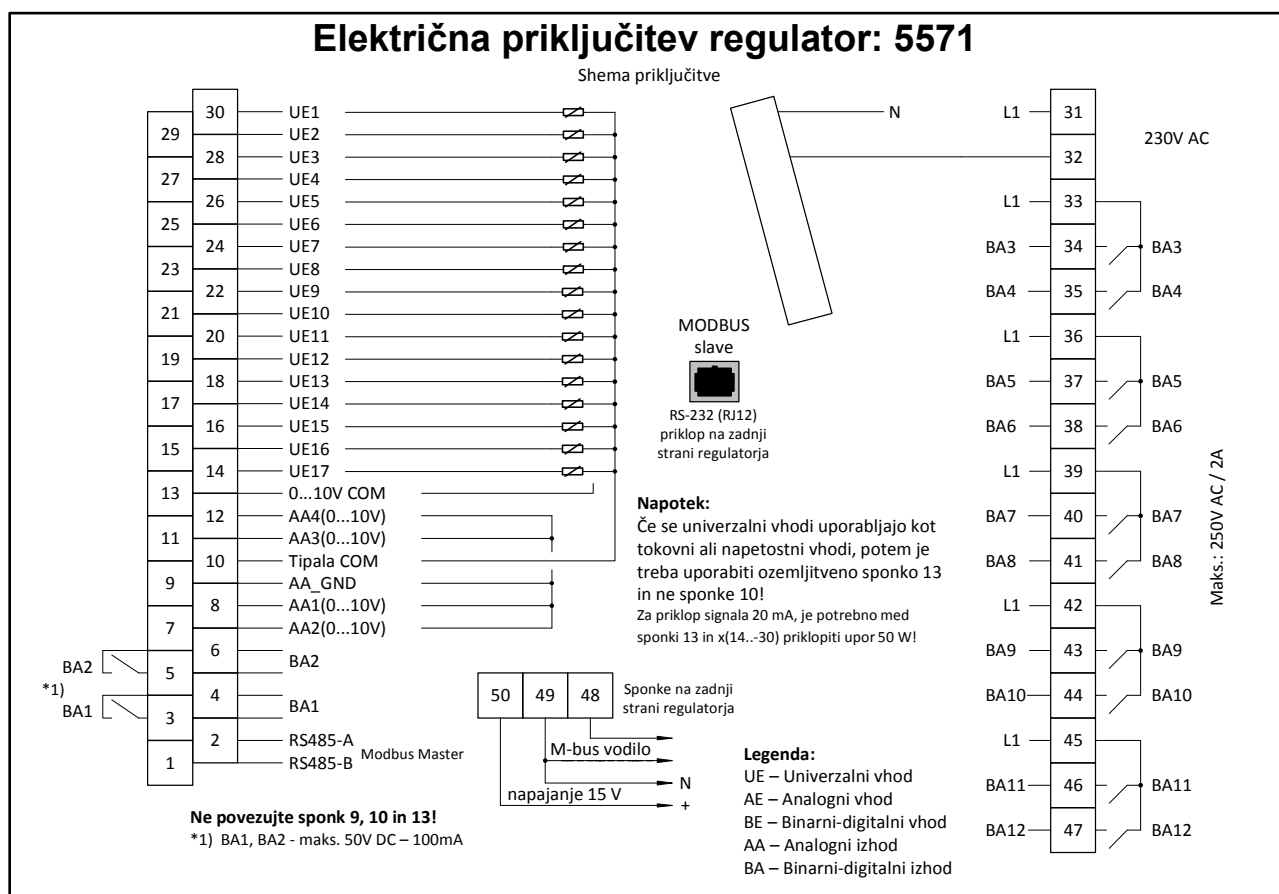 Električna priključitev regulator: 5571
Shema priključitve
30 UE1
29 UE2
28 UE3
27 UE4
26 UE5
25 UE6
24 UE7
23 UE8
22 UE9
21 UE10
20 UE11
19 UE12
18 UE13
17 UE14
16 UE15
15 UE16
14 UE17
13 0...10V COM
12 AA4(0...10V)
11 AA3(0...10V)
10 Tipala COM
9 AA_GND
8 AA1(0...10V)
7 AA2(0...10V)
6
BA2 5 BA2
*1)
4
BA1 3 BA1
2 RS485-A
1 RS485-B
Modbus Master
Ne povezujte sponk 9, 10 in 13!
*1) BA1, BA2 - maks. 50V DC – 100mA
N
MODBUS
slave
RS-232 (RJ12)
priklop na zadnji
strani regulatorja
Napotek:
Če se univerzalni vhodi uporabljajo kot
tokovni ali napetostni vhodi, potem je
treba uporabiti ozemljitveno sponko 13
in ne sponke 10!
Za priklop signala 20 mA, je potrebno med
sponki 13 in x(14..-30) priklopiti upor 50 W!
50 49 48
Sponke na zadnji
strani regulatorja
M-bus vodilo
N
napajanje 15 V
+
Legenda:
UE – Univerzalni vhod
AE – Analogni vhod
BE – Binarni-digitalni vhod
AA – Analogni izhod
BA – Binarni-digitalni izhod
L1 31
230V AC
32
L1 33
BA3 34 BA3
BA4 35 BA4
L1 36
BA5 37 BA5
BA6 38 BA6
L1 39
BA7 40 BA7
BA8 41 BA8
L1 42
BA9 43 BA9
BA10 44 BA10
L1 45
BA11 46 BA11
BA12 47 BA12
Maks.: 250V AC / 2A